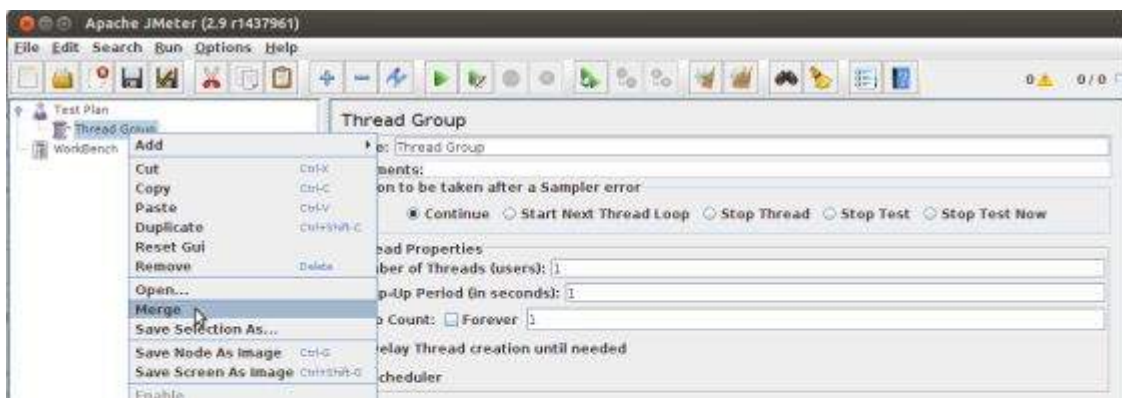 Apache JMeter (2.9 r1437961)
File Edit Search Run Options Help
0 0 / 0
Test Plan
Thread Group
WorkBench
Thread Group
e: Thread Group
ments:
on to be taken after a Sampler error
Continue Start Next Thread Loop Stop Thread Stop Test Stop Test Now
ead Properties
ber of Threads (users): 1
p-Up Period (in seconds): 1
p Count: Forever 1
elay Thread creation until needed
cheduler
Add
Cut Ctrl-X
Copy Ctrl-C
Paste Ctrl-V
Duplicate Ctrl+Shift-C
Reset Gui
Remove Delete
Open...
Merge
Save Selection As...
Save Node As Image Ctrl-G
Save Screen As Image Ctrl+Shift-G
Enable